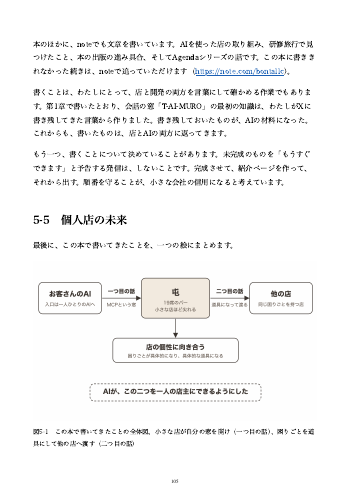 本のほかに、noteでも文章を書いています。AIを使った店の取り組み、研修旅行で見
つけたこと、本の出版の進み具合、そしてAgendaシリーズの話です。この本に書きき
れなかった続きは、noteで追っていただけます（https://note.com/bontallc）。
書くことは、わたしにとって、店と開発の両方を言葉にして確かめる作業でもありま
す。第1章で書いたとおり、会話の窓「T-AI-MURO」の最初の知識は、わたしがXに
書き残してきた言葉から作りました。書き残しておいたものが、AIの材料になった。
これからも、書いたものは、店とAIの両方に返ってきます。
もう一つ、書くことについて決めていることがあります。未完成のものを「もうすぐ
できます」と予告する発信は、しないことです。完成させて、紹介ページを作って、
それから出す。順番を守ることが、小さな会社の信用になると考えています。
5-5 個人店の未来
最後に、この本で書いてきたことを、一つの絵にまとめます。
お客さんのAI
人口は一人ひとりのAIへ
一つ目の話
MCPという窓
屯
小さな店ほど大れる
二つ目の話
道具になって渡る
他の店
同じ困りごとを持つ店
店の個性に向き合う
困りごとが具体的になり、具体的な道具になる
AIが、この二つを一人の店主にできるようにした
図5-1 この本で書いてきたことの全体図。小さな店が自分の窓を開け（一つ目の話）、困りごとを道
具にして他の店へ渡す（二つ目の話）